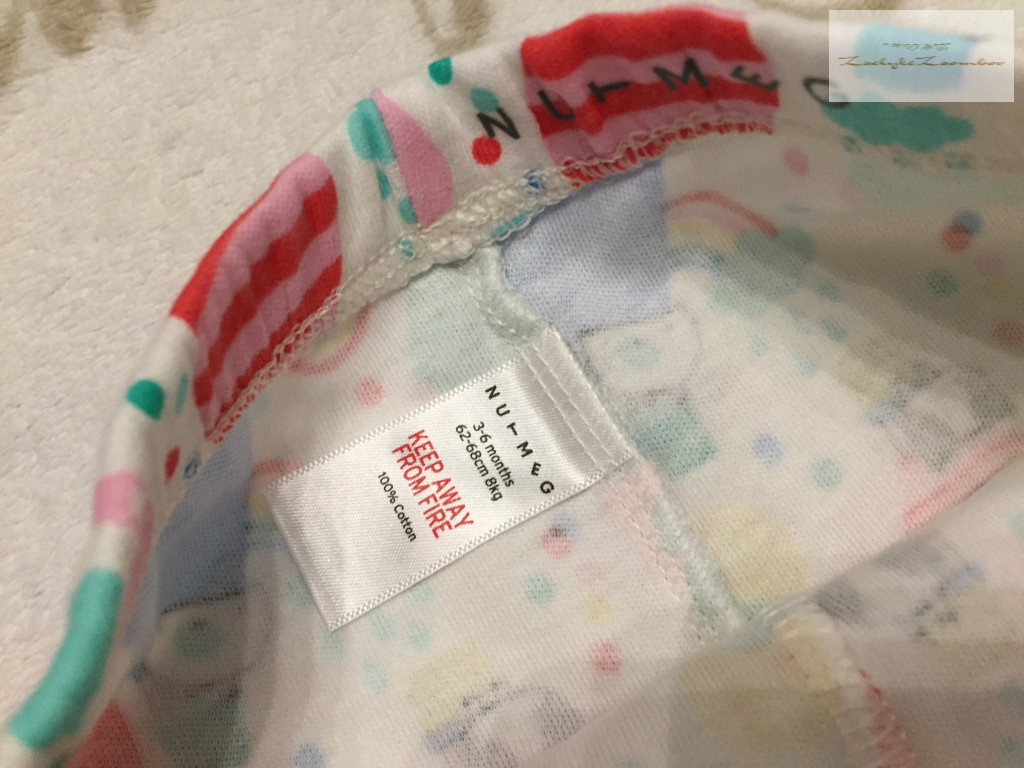 NUTMEG
NUTMEG
3-6 months
62-68cm 8kg
KEEP AWAY
FROM FIRE
100% Cotton